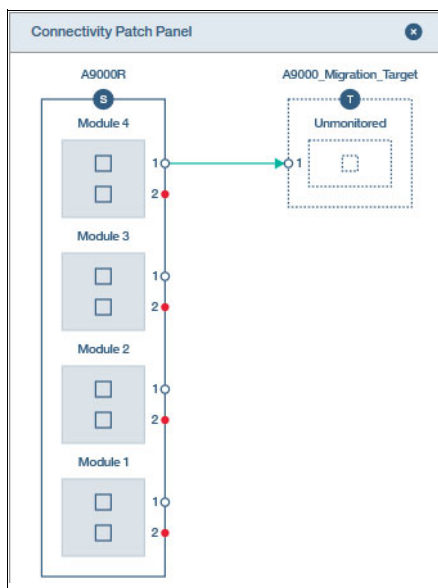 Connectivity Patch Panel
A9000R
A9000_Migration_Target
S
T
Module 4
Unmonitored
1
1
2
Module 3
1
2
Module 2
1
2
Module 1
1
2